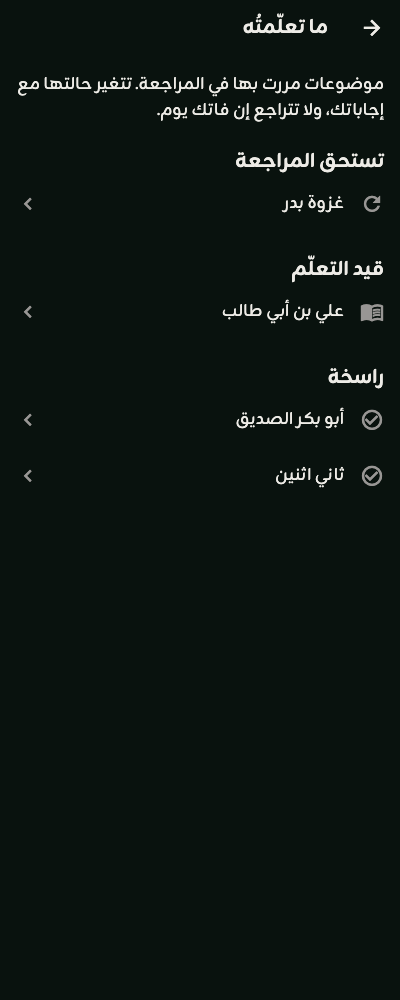 ما تعلّمتُه
موضوعات مررت بها في المراجعة. تتغير حالتها مع
إجاباتك، ولا تتراجع إن فاتك يوم.
تستحق المراجعة
غزوة بدر
قيد التعلّم
علي بن أبي طالب
راسخة
أبو بكر الصديق
ثاني اثنين